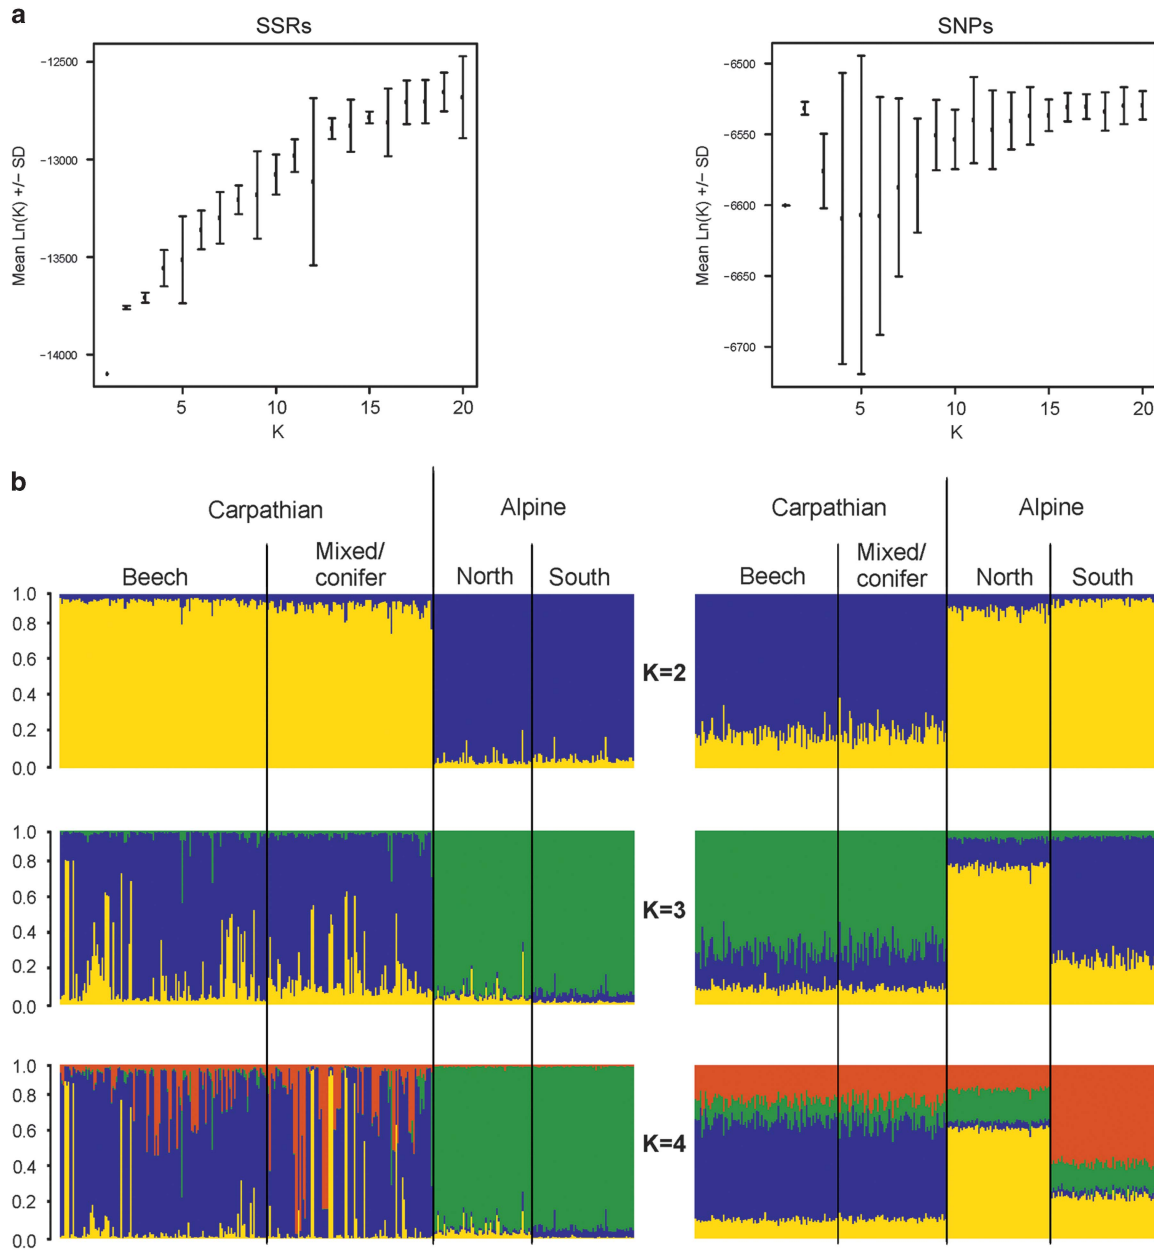 a
SSRs
SNPs
Mean Ln(K) +/− SD
−12500
−13000
−13500
−14000
5 10 15 20
K
Mean Ln(K) +/− SD
−6500
−6550
−6600
−6650
−6700
5 10 15 20
K
b
Carpathian Alpine
Beech Mixed/ conifer North South
Carpathian Alpine
Beech Mixed/ conifer North South
1.0
0.8
0.6
0.4
0.2
0.0
K=2
1.0
0.8
0.6
0.4
0.2
0.0
K=3
1.0
0.8
0.6
0.4
0.2
0.0
K=4